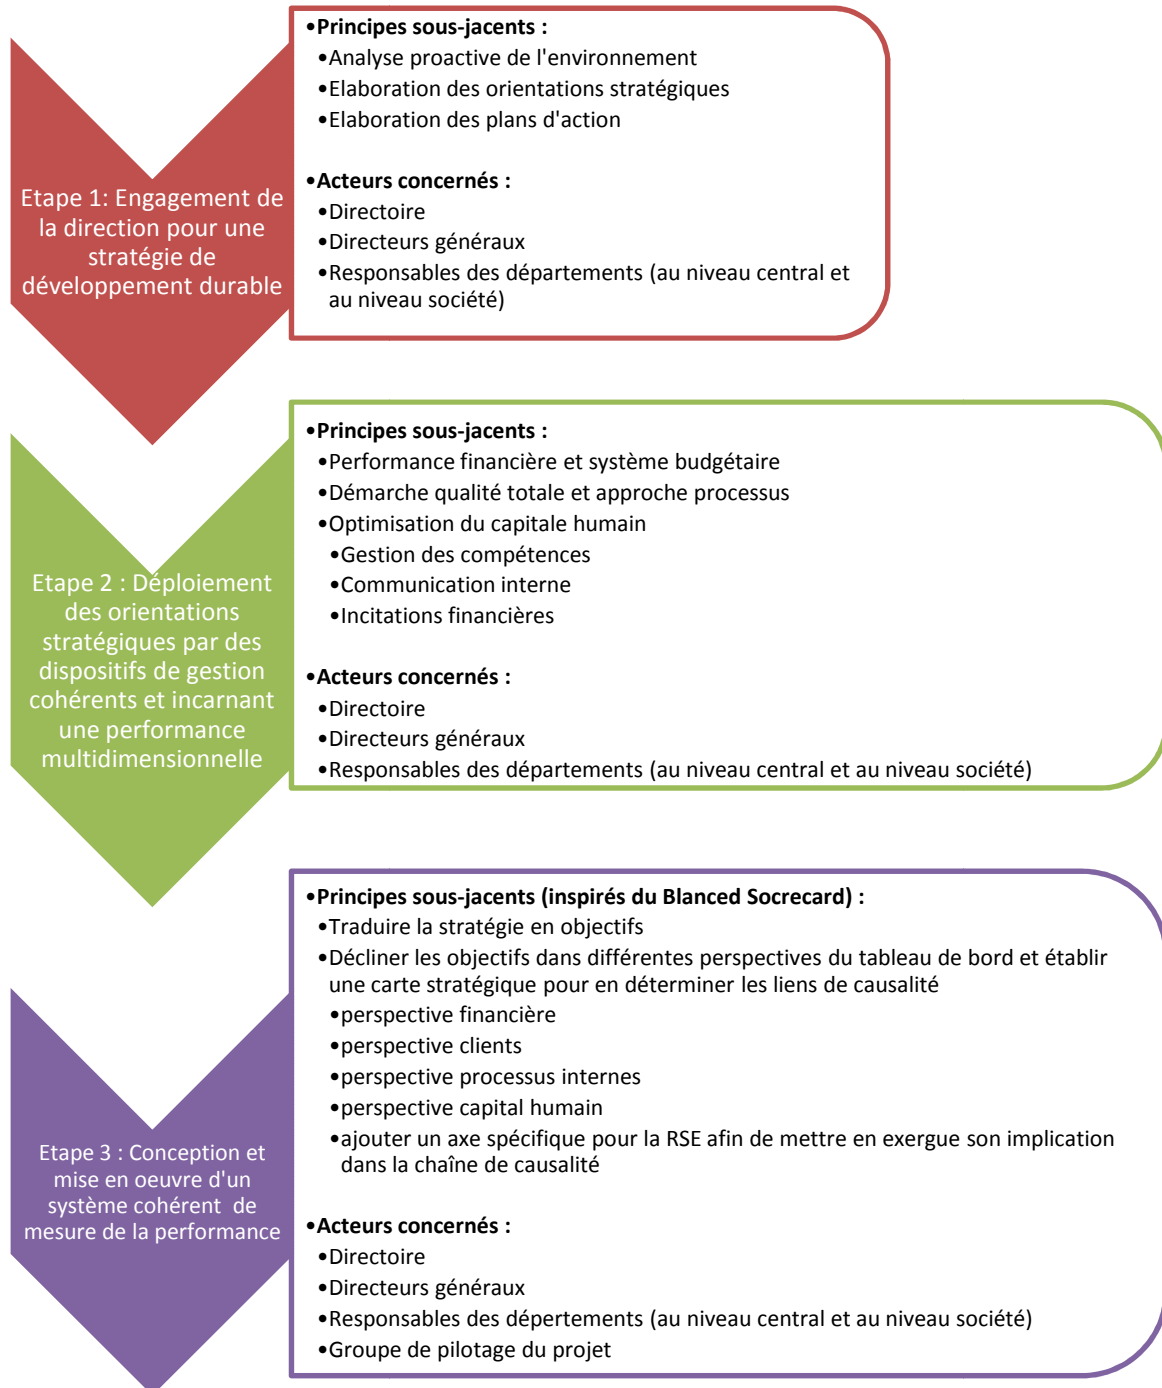 •Principes sous-jacents :
•Analyse proactive de l'environnement
•Elaboration des orientations stratégiques
•Elaboration des plans d'action
•Acteurs concernés :
•Directoire
•Directeurs généraux
•Responsables des départements (au niveau central et
au niveau société)
Etape 1: Engagement de
la direction pour une
stratégie de
développement durable
•Principes sous-jacents :
•Performance financière et système budgétaire
•Démarche qualité totale et approche processus
•Optimisation du capitale humain
•Gestion des compétences
•Communication interne
•Incitations financières
•Acteurs concernés :
•Directoire
•Directeurs généraux
•Responsables des départements (au niveau central et au niveau société)
Etape 2 : Déploiement
des orientations
stratégiques par des
dispositifs de gestion
cohérents et incarnant
une performance
multidimensionnelle
•Principes sous-jacents (inspirés du Blanced Socrecard) :
•Traduire la stratégie en objectifs
•Décliner les objectifs dans différentes perspectives du tableau de bord et établir
une carte stratégique pour en déterminer les liens de causalité
•perspective financière
•perspective clients
•perspective processus internes
•perspective capital humain
•ajouter un axe spécifique pour la RSE afin de mettre en exergue son implication
dans la chaîne de causalité
•Acteurs concernés :
•Directoire
•Directeurs généraux
•Responsables des dépertements (au niveau central et au niveau société)
•Groupe de pilotage du projet
Etape 3 : Conception et
mise en oeuvre d'un
système cohérent de
mesure de la performance